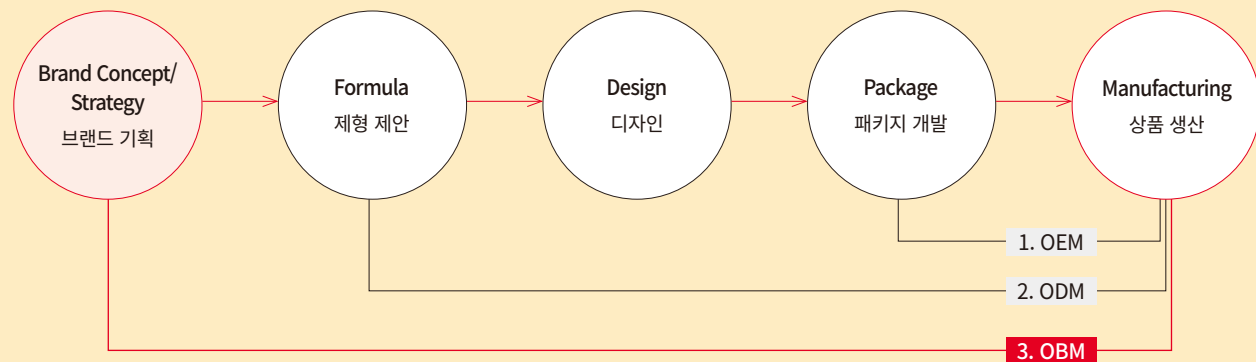 Brand Concept/
Strategy
브랜드 기획
Formula
제형 제안
Design
디자인
Package
패키지 개발
Manufacturing
상품 생산
1. OEM
2. ODM
3. OBM